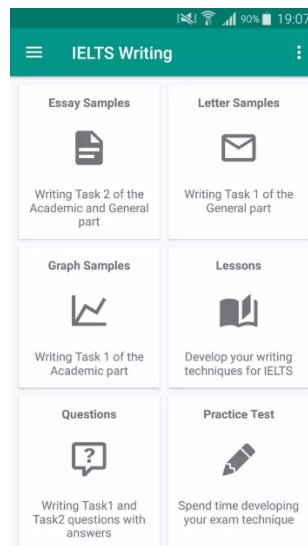 90% 19:07
IELTS Writing
Essay Samples
Writing Task 2 of the
Academic and General
part
Letter Samples
Writing Task 1 of the
General part
Graph Samples
Writing Task 1 of the
Academic part
Lessons
Develop your writing
techniques for IELTS
Questions
?
Writing Task1 and
Task2 questions with
answers
Practice Test
Spend time developing
your exam technique